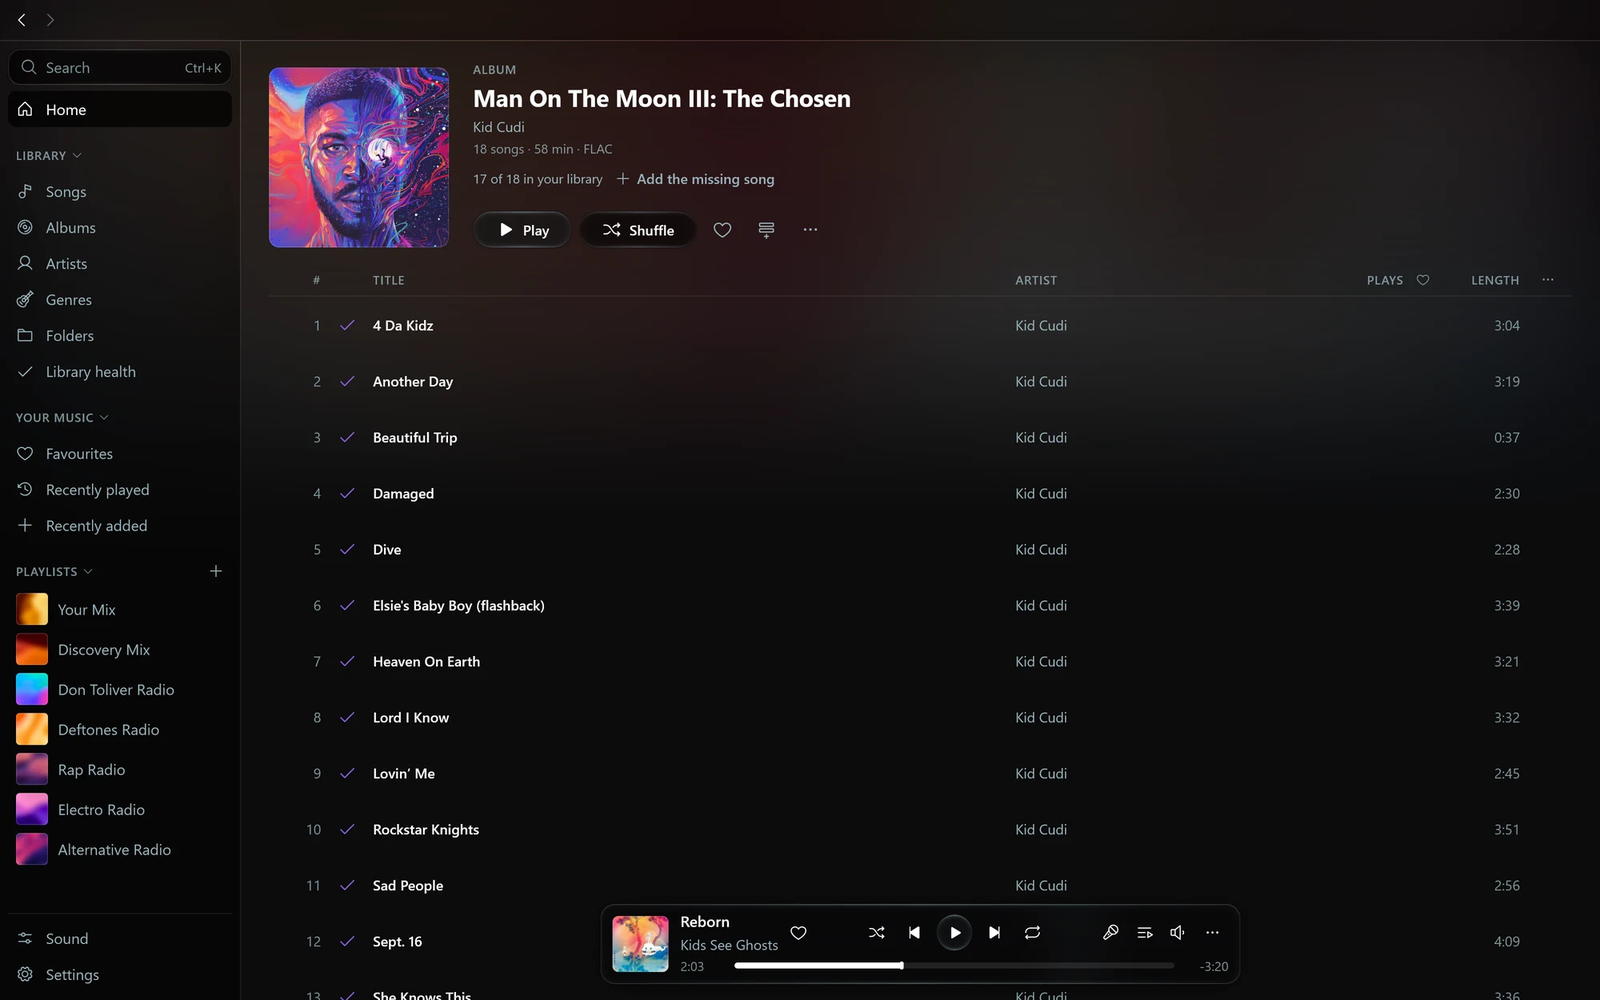 Search Ctrl+K
Home
LIBRARY
Songs
Albums
Artists
Genres
Folders
Library health
YOUR MUSIC
Favourites
Recently played
Recently added
PLAYLISTS
Your Mix
Discovery Mix
Don Toliver Radio
Deftones Radio
Rap Radio
Electro Radio
Alternative Radio
Sound
Settings
ALBUM
Man On The Moon III: The Chosen
Kid Cudi
18 songs · 58 min · FLAC
17 of 18 in your library + Add the missing song
Play Shuffle
# TITLE ARTIST PLAYS LENGTH
1 4 Da Kidz Kid Cudi 3:04
2 Another Day Kid Cudi 3:19
3 Beautiful Trip Kid Cudi 0:37
4 Damaged Kid Cudi 2:30
5 Dive Kid Cudi 2:28
6 Elsie's Baby Boy (flashback) Kid Cudi 3:39
7 Heaven On Earth Kid Cudi 3:21
8 Lord I Know Kid Cudi 3:32
9 Lovin' Me Kid Cudi 2:45
10 Rockstar Knights Kid Cudi 3:51
11 Sad People Kid Cudi 2:56
12 Sept. 16 4:09
13 She Knows This Kid Cudi 3:36
Reborn
Kids See Ghosts
2:03 -3:20